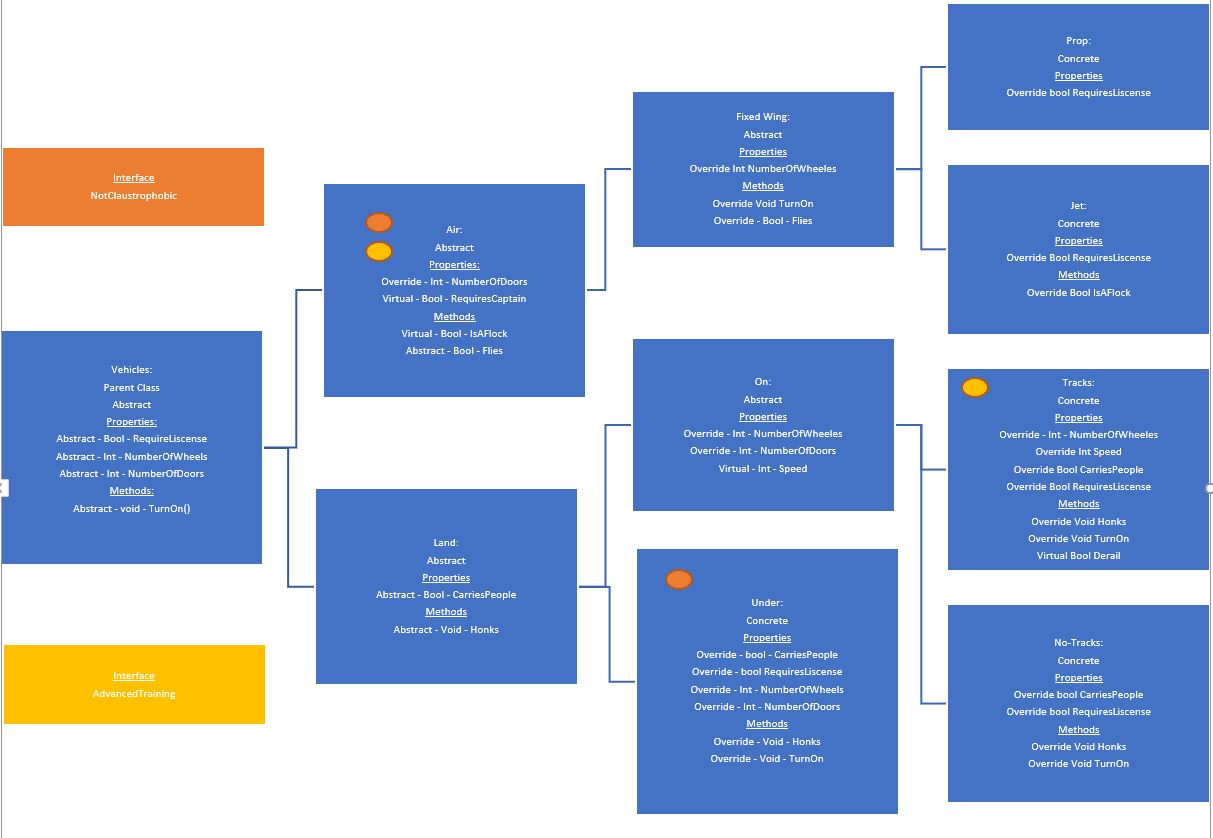 Interface
NotClaustrophobic
Vehicles:
Parent Class
Abstract
Properties:
Abstract - Bool - RequireLiscense
Abstract - Int - NumberOfWheels
Abstract - Int - NumberOfDoors
Methods:
Abstract - void - TurnOn()
Interface
AdvancedTraining
Air:
Abstract
Properties:
Override - Int - NumberOfDoors
Virtual - Bool - RequiresCaptain
Methods
Virtual - Bool - IsAFlock
Abstract - Bool - Flies
Land:
Abstract
Properties
Abstract - Bool - CarriesPeople
Methods
Abstract - Void - Honks
Fixed Wing:
Abstract
Properties
Override Int NumberOfWheeles
Methods
Override Void TurnOn
Override - Bool - Flies
On:
Abstract
Properties
Override - Int - NumberOfWheeles
Override - Int - NumberOfDoors
Virtual - Int - Speed
Under:
Concrete
Properties
Override - bool - CarriesPeople
Override - bool RequiresLiscense
Override - Int - NumberOfWheels
Override - Int - NumberOfDoors
Methods
Override - Void - Honks
Override - Void - TurnOn
Prop:
Concrete
Properties
Override bool RequiresLiscense
Jet:
Concrete
Properties
Override Bool RequiresLiscense
Methods
Override Bool IsAFlock
Tracks:
Concrete
Properties
Override - Int - NumberOfWheeles
Override Int Speed
Override Bool CarriesPeople
Override Bool RequiresLiscense
Methods
Override Void Honks
Override Void TurnOn
Virtual Bool Derail
No-Tracks:
Concrete
Properties
Override bool CarriesPeople
Override bool RequiresLiscense
Methods
Override Void Honks
Override Void TurnOn